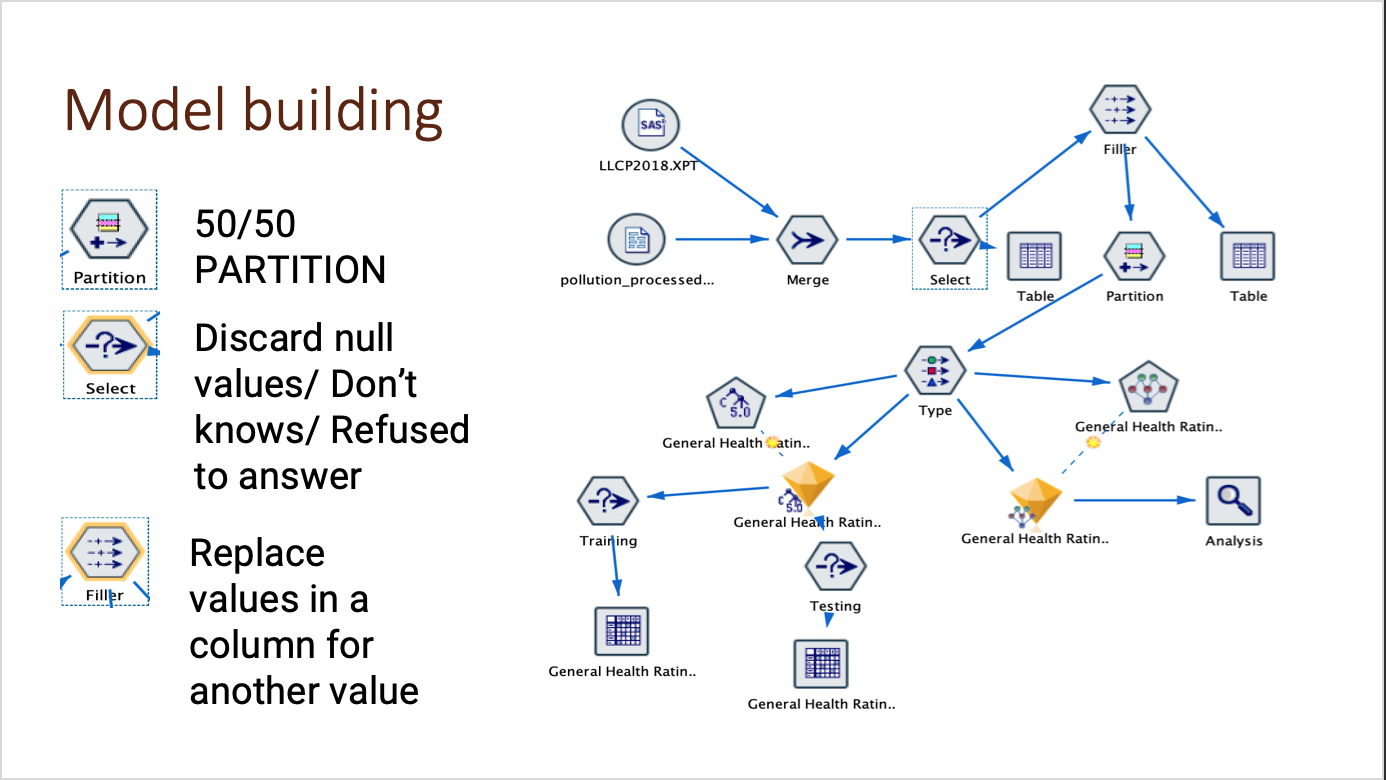 Model building
Partition
50/50
PARTITION
Select
Discard null
values/ Don’t
knows/ Refused
to answer
Filler
Replace
values in a
column for
another value
SAS
LLCP2018.XPT
pollution_processed...
Merge
Select
Table
Filler
Partition
Table
Type
C 5.0
General Health Ratin..
General Health Ratin..
Training
C 5.0
General Health Ratin..
General Health Ratin..
Analysis
Testing
General Health Ratin..
General Health Ratin..